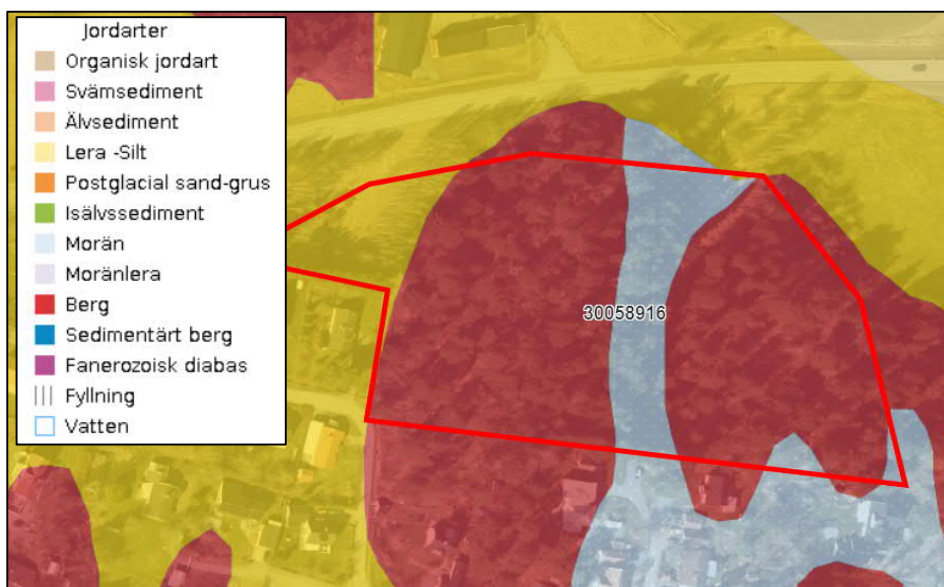 Jordarter
Organisk jordart
Svämsediment
Älvsediment
Lera -Silt
Postglacial sand-grus
Isälvssediment
Morän
Moränlera
Berg
Sedimentärt berg
Fanerozoisk diabas
Fyllning
Vatten
30058916